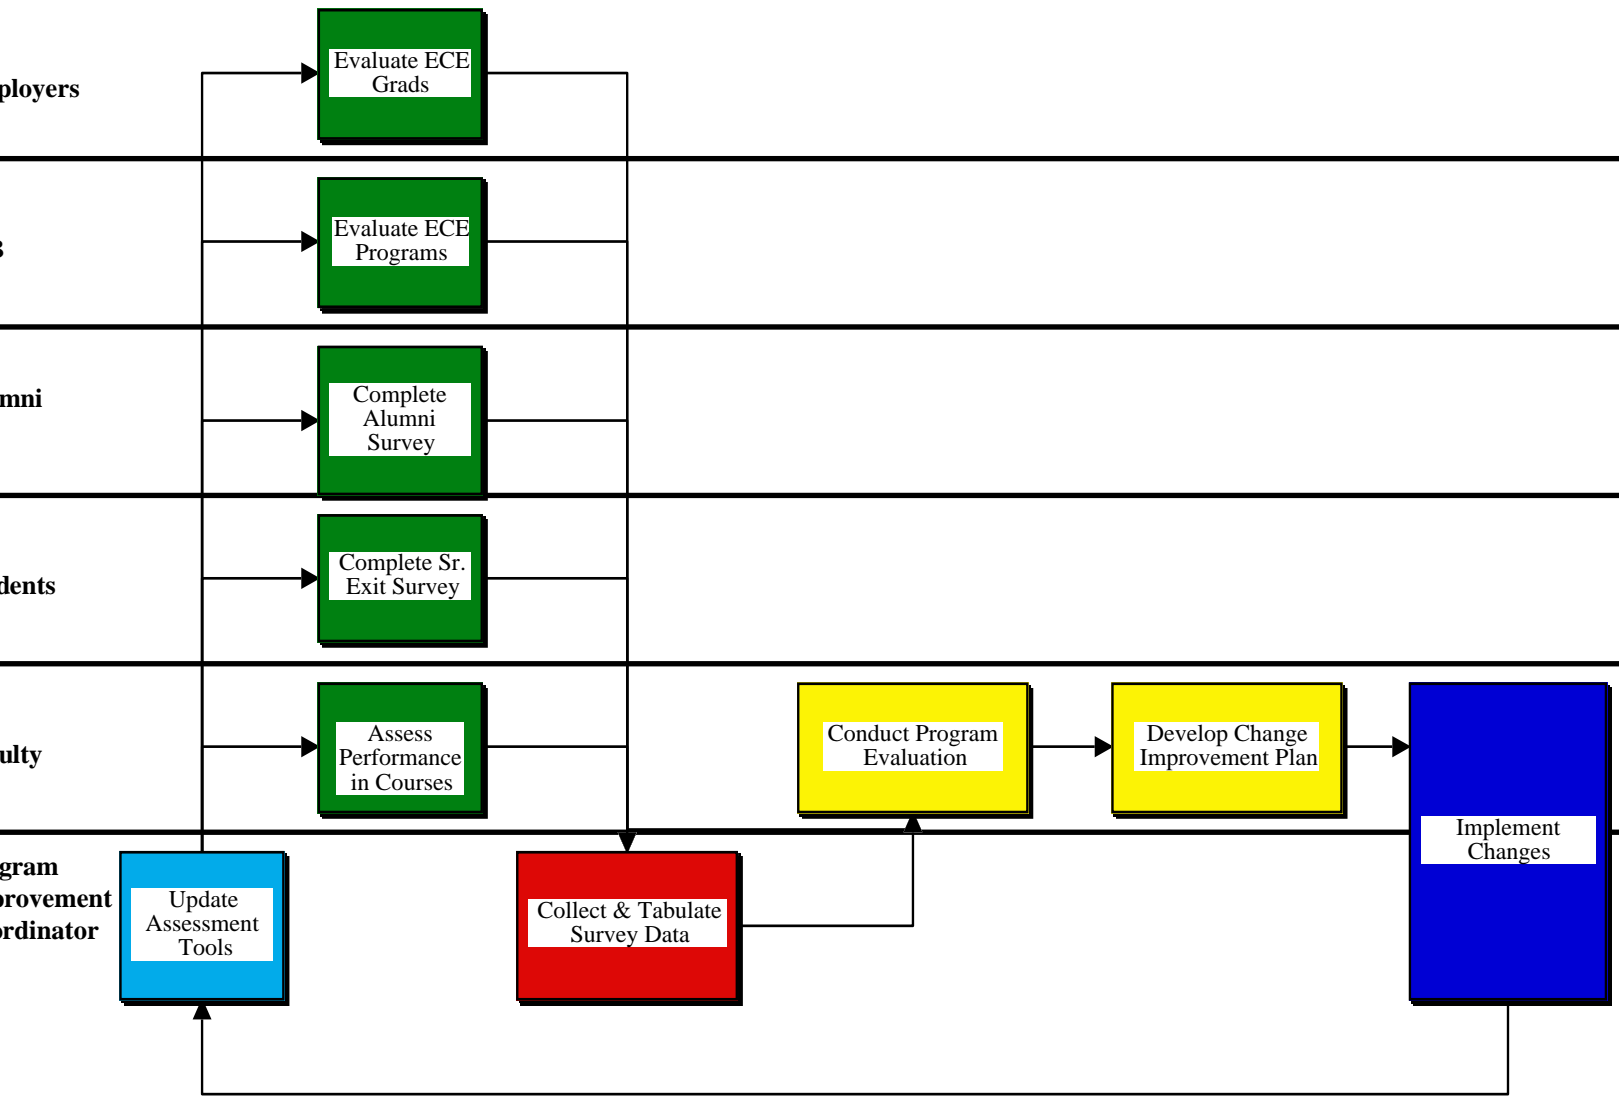 Evaluate ECE
Grads
ployers
Evaluate ECE
Programs
Complete
Alumni
Survey
mni
Complete Sr.
Exit Survey
dents
Assess
Performance
in Courses
Conduct Program
Evaluation
Develop Change
Improvement Plan
ulty
Implement
Changes
gram
provement
ordinator
Update
Assessment
Tools
Collect & Tabulate
Survey Data